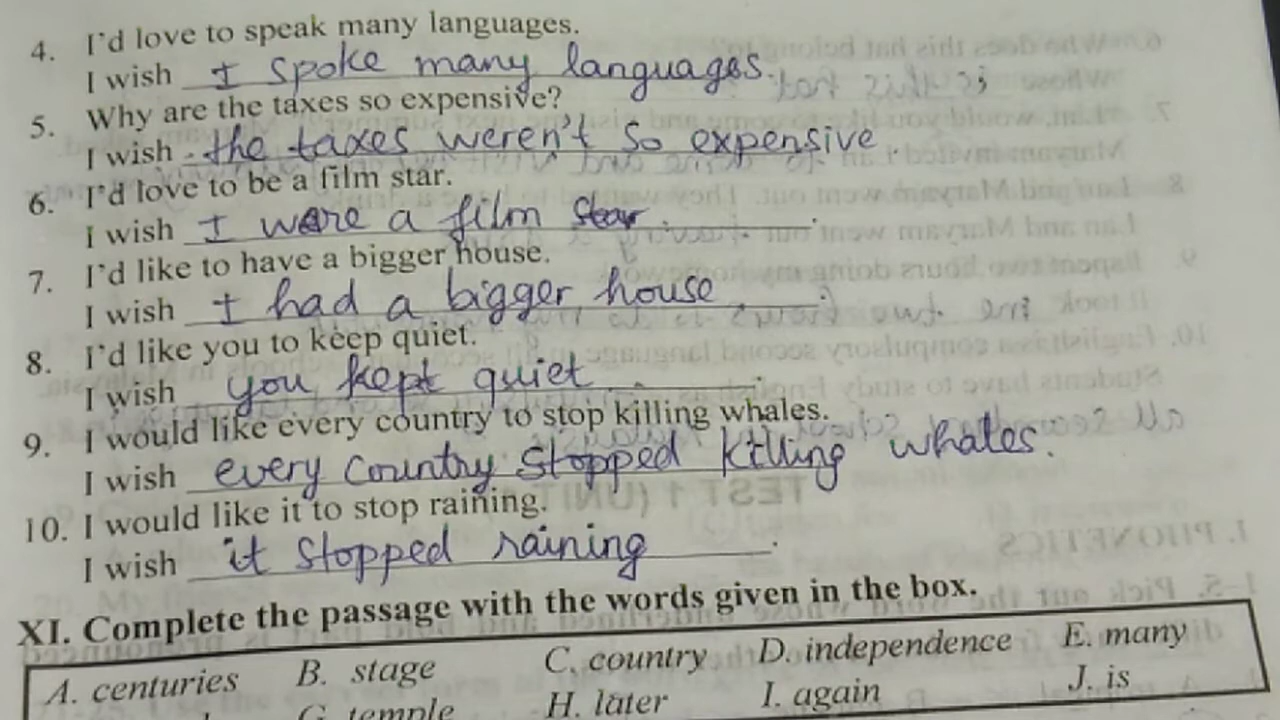 4. I'd love to speak many languages.
I wish I spoke many languages.
5. Why are the taxes so expensive?
I wish the taxes weren't so expensive.
6. I'd love to be a film star.
I wish I were a film star.
7. I'd like to have a bigger house.
I wish I had a bigger house.
8. I'd like you to keep quiet.
I wish you kept quiet.
9. I would like every country to stop killing whales.
I wish every country stopped killing whales.
10. I would like it to stop raining.
I wish it stopped raining.
XI. Complete the passage with the words given in the box.
A. centuries B. stage C. country D. independence E. many
G. temple H. later I. again J. is